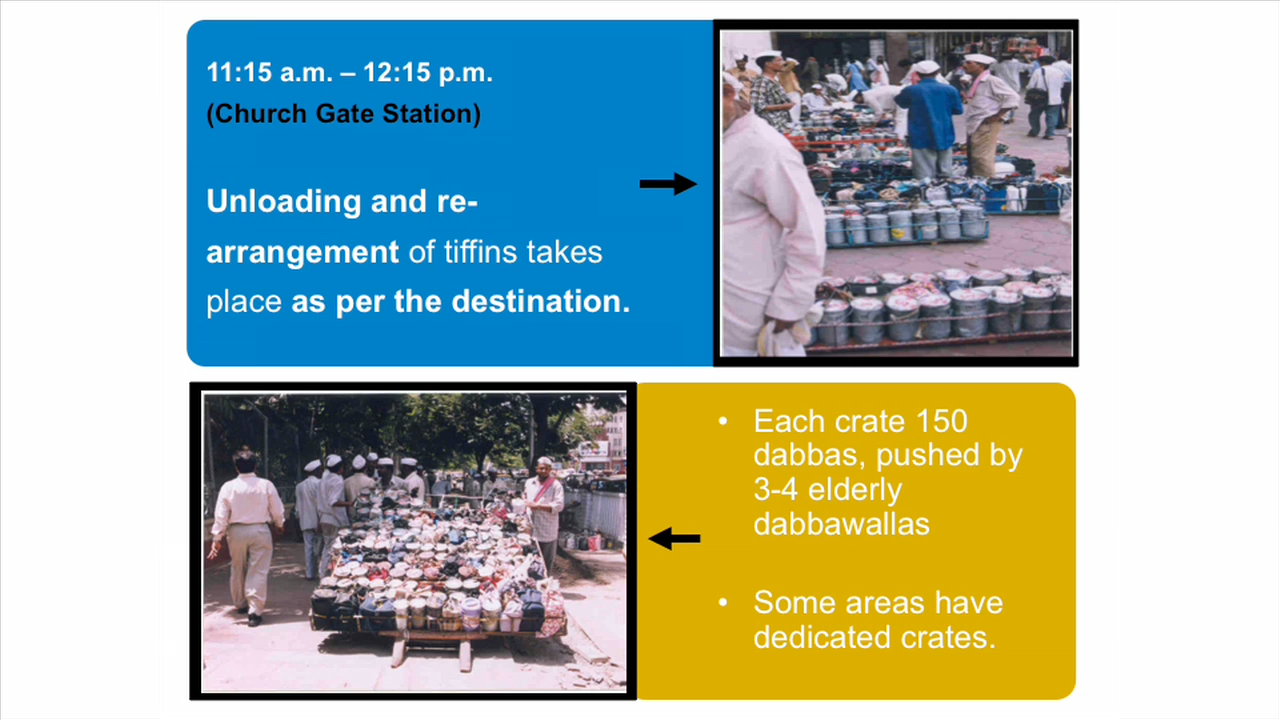 11:15 a.m. – 12:15 p.m.
(Church Gate Station)
Unloading and re-
arrangement of tiffins takes
place as per the destination.
• Each crate 150
dabbas, pushed by
3-4 elderly
dabbawallas
• Some areas have
dedicated crates.